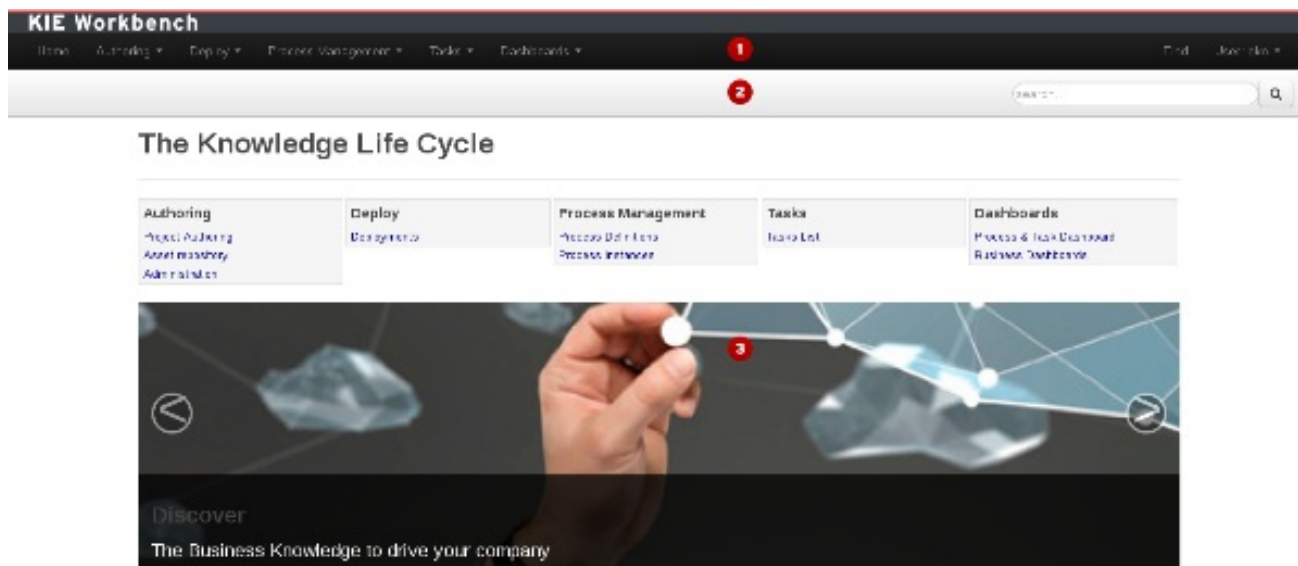 KIE Workbench
Home Authoring Deploy Process Management Tasks Dashboards 1 Find User:
2 search...
The Knowledge Life Cycle
Authoring Deploy Process Management Tasks Dashboards
Project Authoring Deployments Process Definitions Tasks List Process & Task Dashboard
Asset repository Process Instances Business Dashboards
Administration
3
<
>
Discover
The Business Knowledge to drive your company